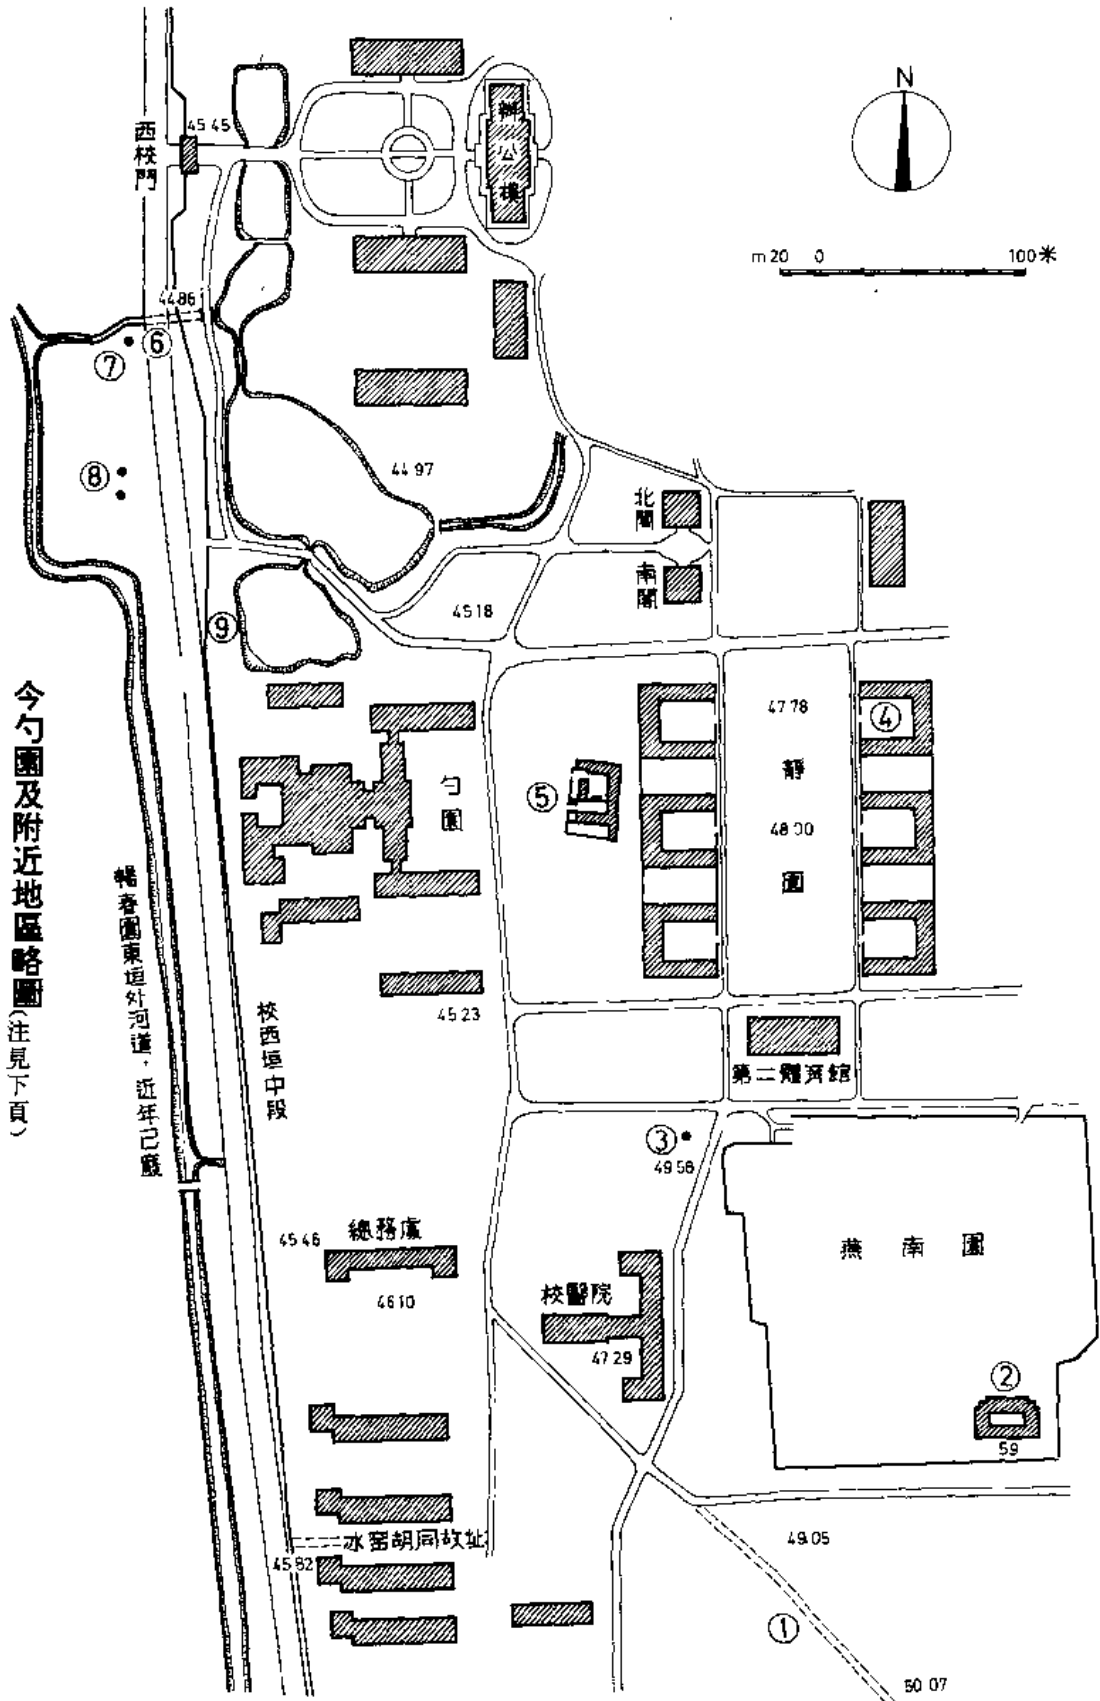 今勺園及附近地區略圖(注見下頁)
N
m 20 0 100米
西校門
45 45
辦公樓
44 86
⑥
⑦
⑧
44 97
北閣
南閣
45 18
⑨
47 78
④
靜園
48 00
勺園
⑤
暢春園東垣外河道，近年已廢
校西垣中段
45 23
第二體育館
③
49 58
總務處
45 46
46 10
校醫院
47 29
燕南園
②
59
冰窖胡同故址
45 82
49.05
①
50 07